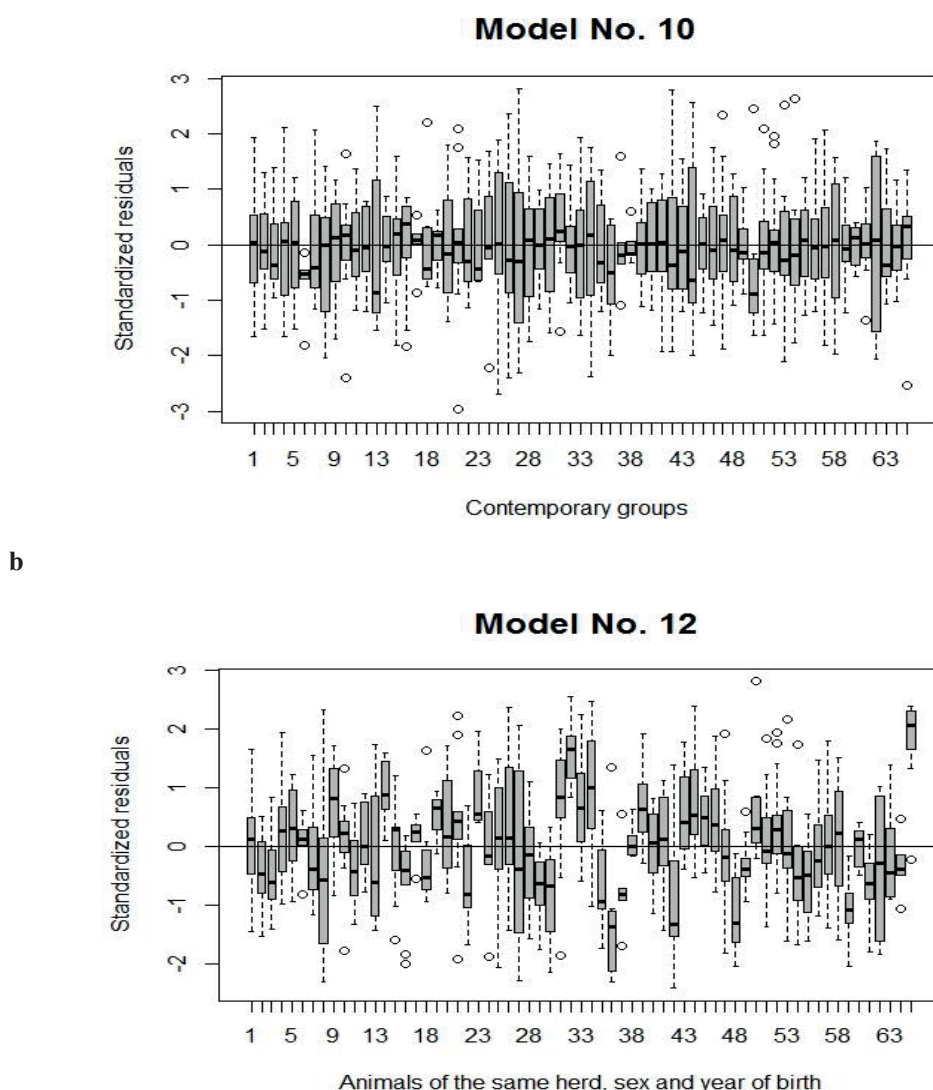 Model No. 10
Standardized residuals
3
2
1
0
-1
-2
-3
1 5 9 13 18 23 28 33 38 43 48 53 58 63
Contemporary groups
b
Model No. 12
Standardized residuals
3
2
1
0
-1
-2
1 5 9 13 18 23 28 33 38 43 48 53 58 63
Animals of the same herd, sex and year of birth